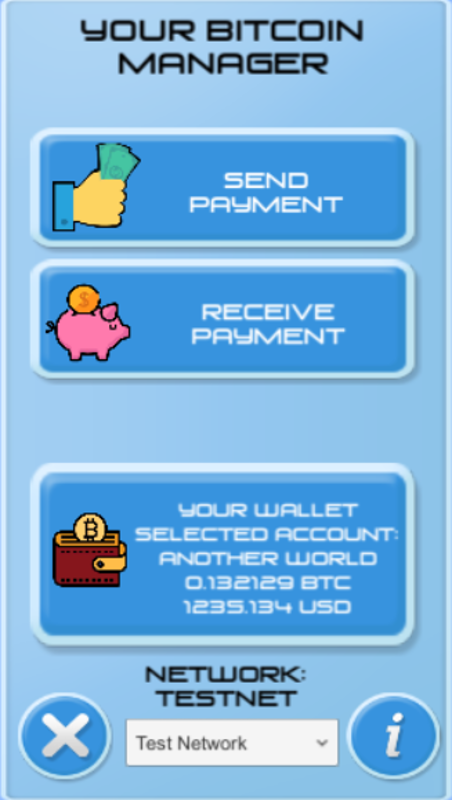 YOUR BITCOIN
MANAGER
SEND
PAYMENT
RECEIVE
PAYMENT
YOUR WALLET
SELECTED ACCOUNT:
ANOTHER WORLD
0.132129 BTC
1235.134 USD
NETWORK:
TESTNET
Test Network